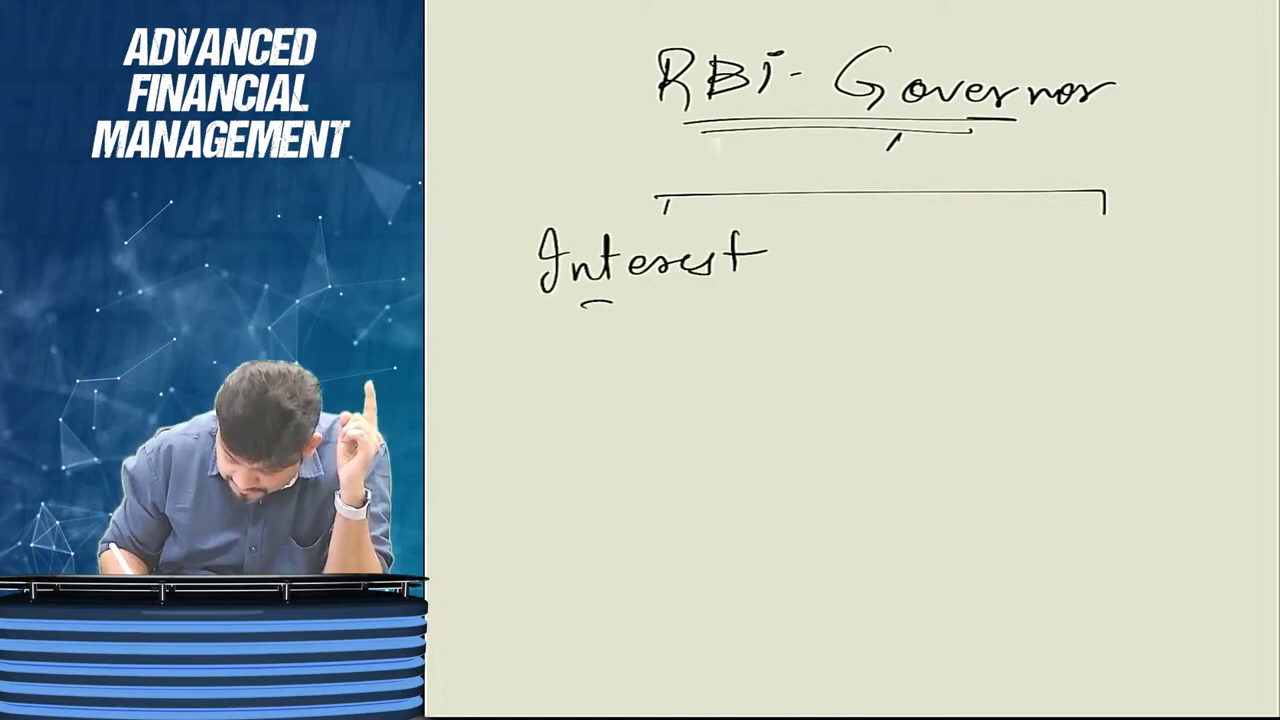 ADVANCED
FINANCIAL
MANAGEMENT
RBi - Governor
Interest